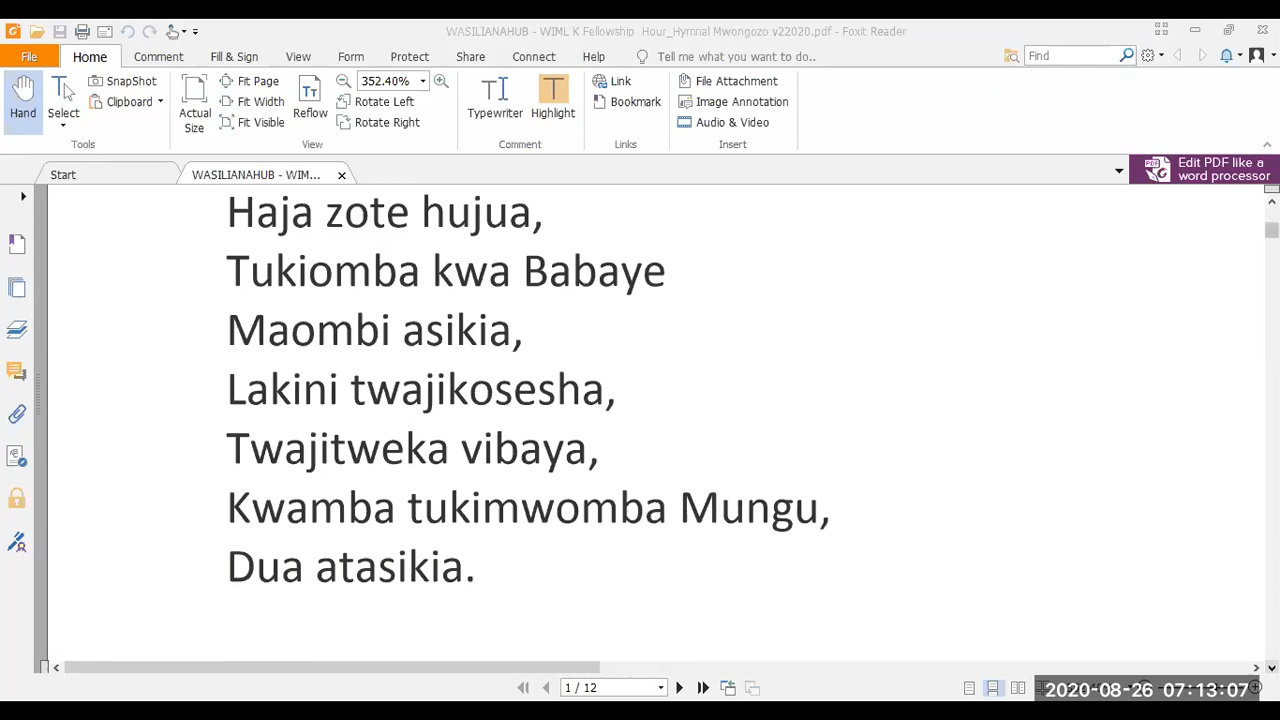 WASILIANAHUB - WIML K Fellowship Hour_Hymnal Mwongozo v22020.pdf - Foxit Reader
File Home Comment Fill & Sign View Form Protect Share Connect Help Tell me what you want to do.. Find
Hand
Select
SnapShot
Clipboard
Tools
Actual Size
Fit Page
Fit Width
Fit Visible
Reflow
352.40%
Rotate Left
Rotate Right
View
Typewriter
Highlight
Comment
Link
Bookmark
Links
File Attachment
Image Annotation
Audio & Video
Insert
Start
WASILIANAHUB - WIM...
Edit PDF like a
word processor
Haja zote hujua,
Tukiomba kwa Babaye
Maombi asikia,
Lakini twajikosesha,
Twajitweka vibaya,
Kwamba tukimwomba Mungu,
Dua atasikia.
1 / 12
2020-08-26 07:13:07